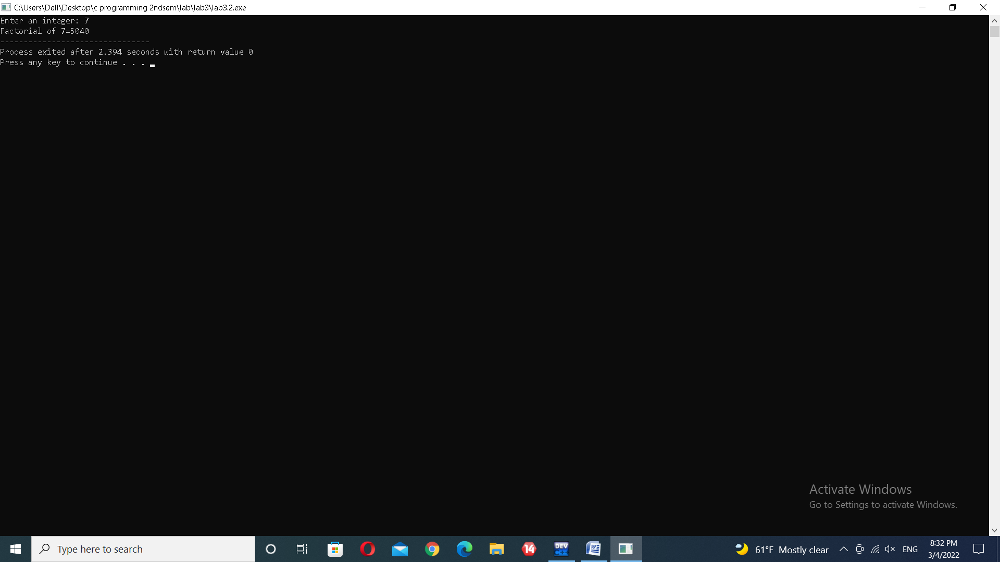 C:\Users\Dell\Desktop\c programming 2ndsem\lab\lab3\lab3.2.exe
Enter an integer: 7
Factorial of 7=5040
--------------------------------
Process exited after 2.394 seconds with return value 0
Press any key to continue . . .
Activate Windows
Go to Settings to activate Windows.
Type here to search
14
DEV
C++
W
61°F Mostly clear
ENG
8:32 PM
3/4/2022